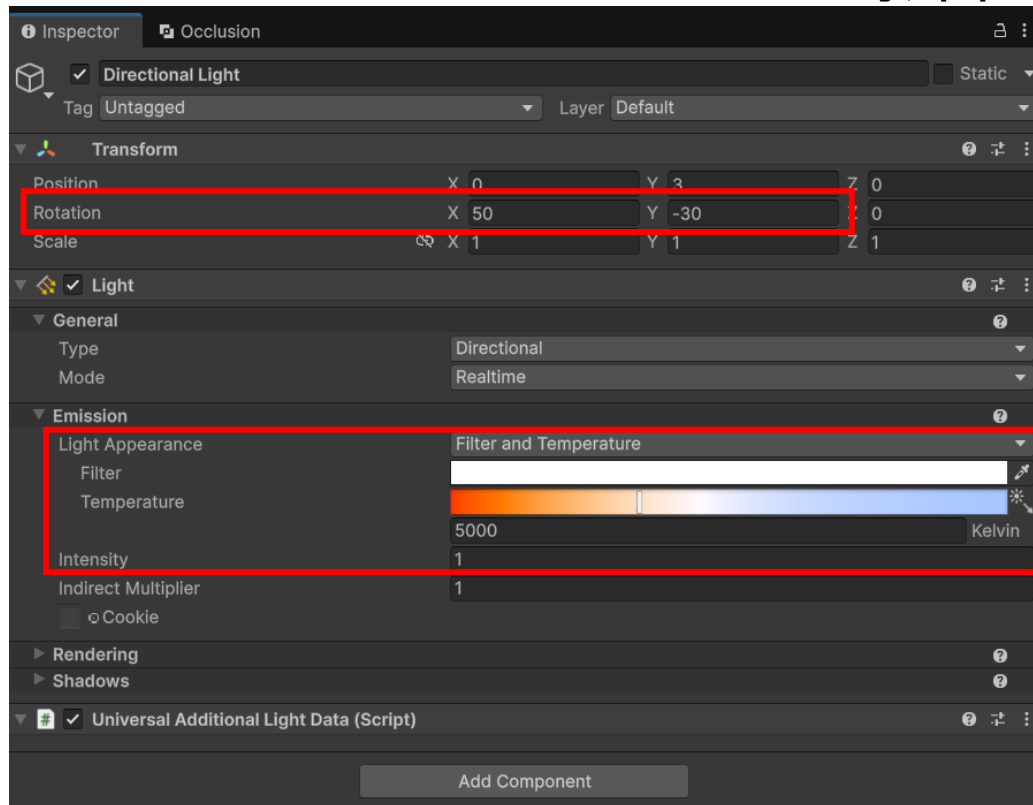 Inspector Occlusion
Directional Light Static
Tag Untagged Layer Default
Transform
Position X 0 Y 3 Z 0
Rotation X 50 Y -30 Z 0
Scale X 1 Y 1 Z 1
Light
General
Type Directional
Mode Realtime
Emission
Light Appearance Filter and Temperature
Filter
Temperature
5000 Kelvin
Intensity 1
Indirect Multiplier 1
Cookie
Rendering
Shadows
# Universal Additional Light Data (Script)
Add Component